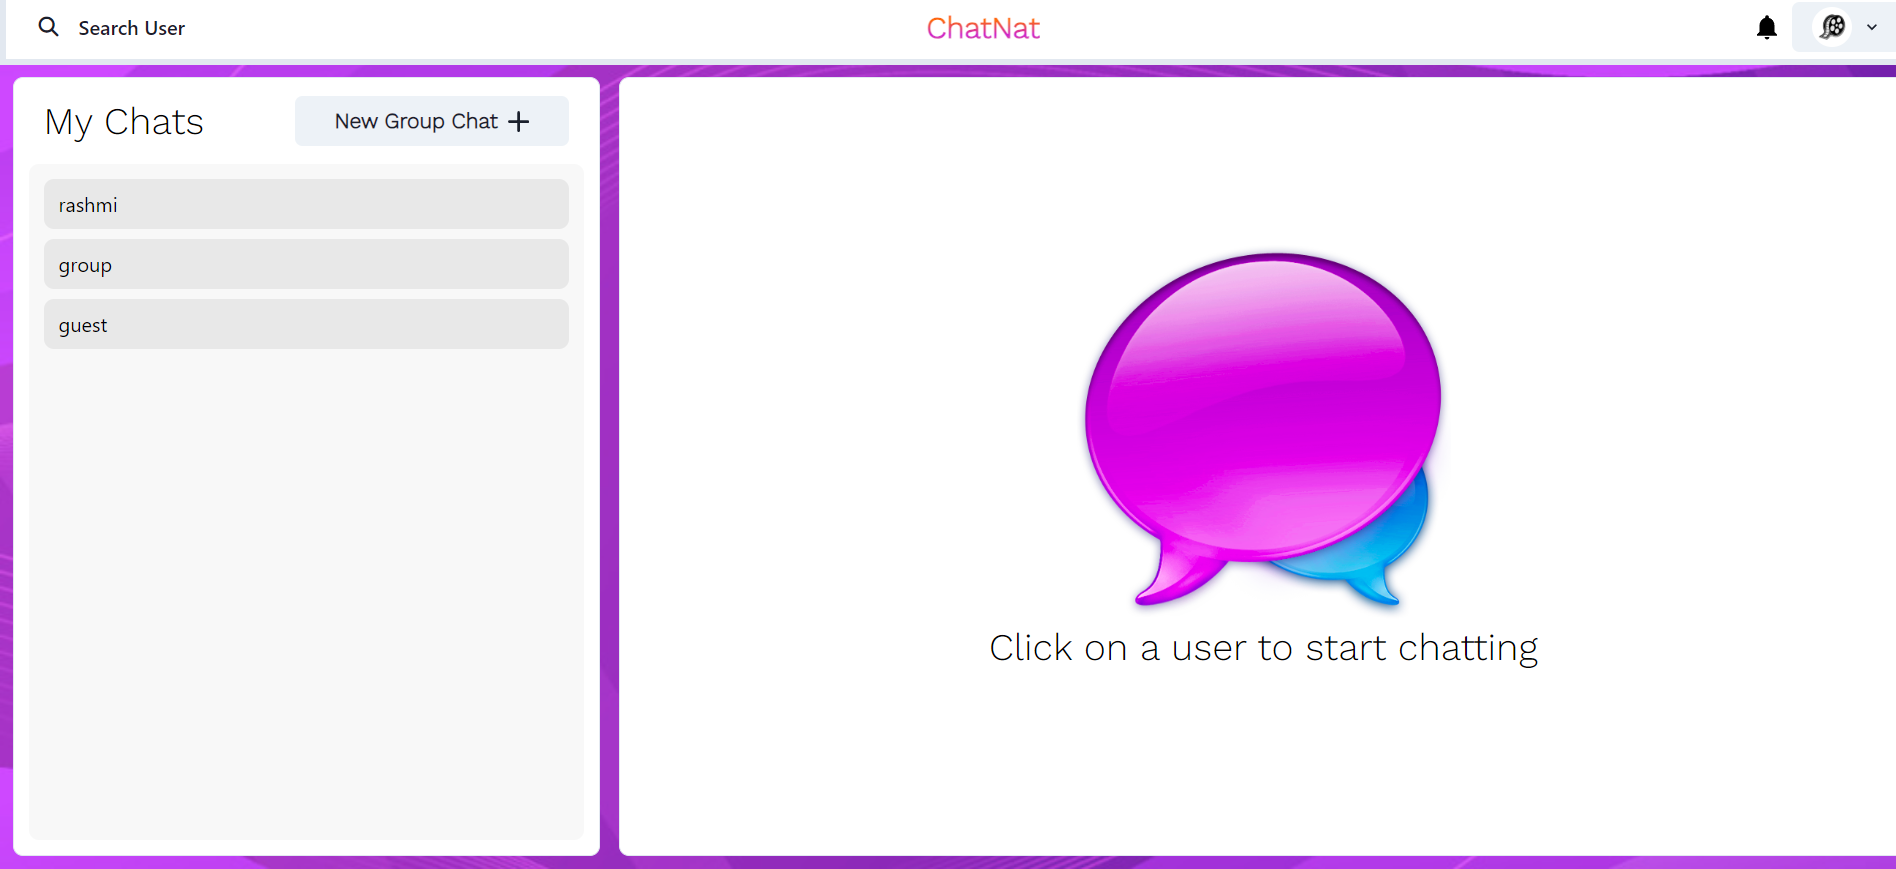 Search User
ChatNat
My Chats
New Group Chat +
rashmi
group
guest
Click on a user to start chatting